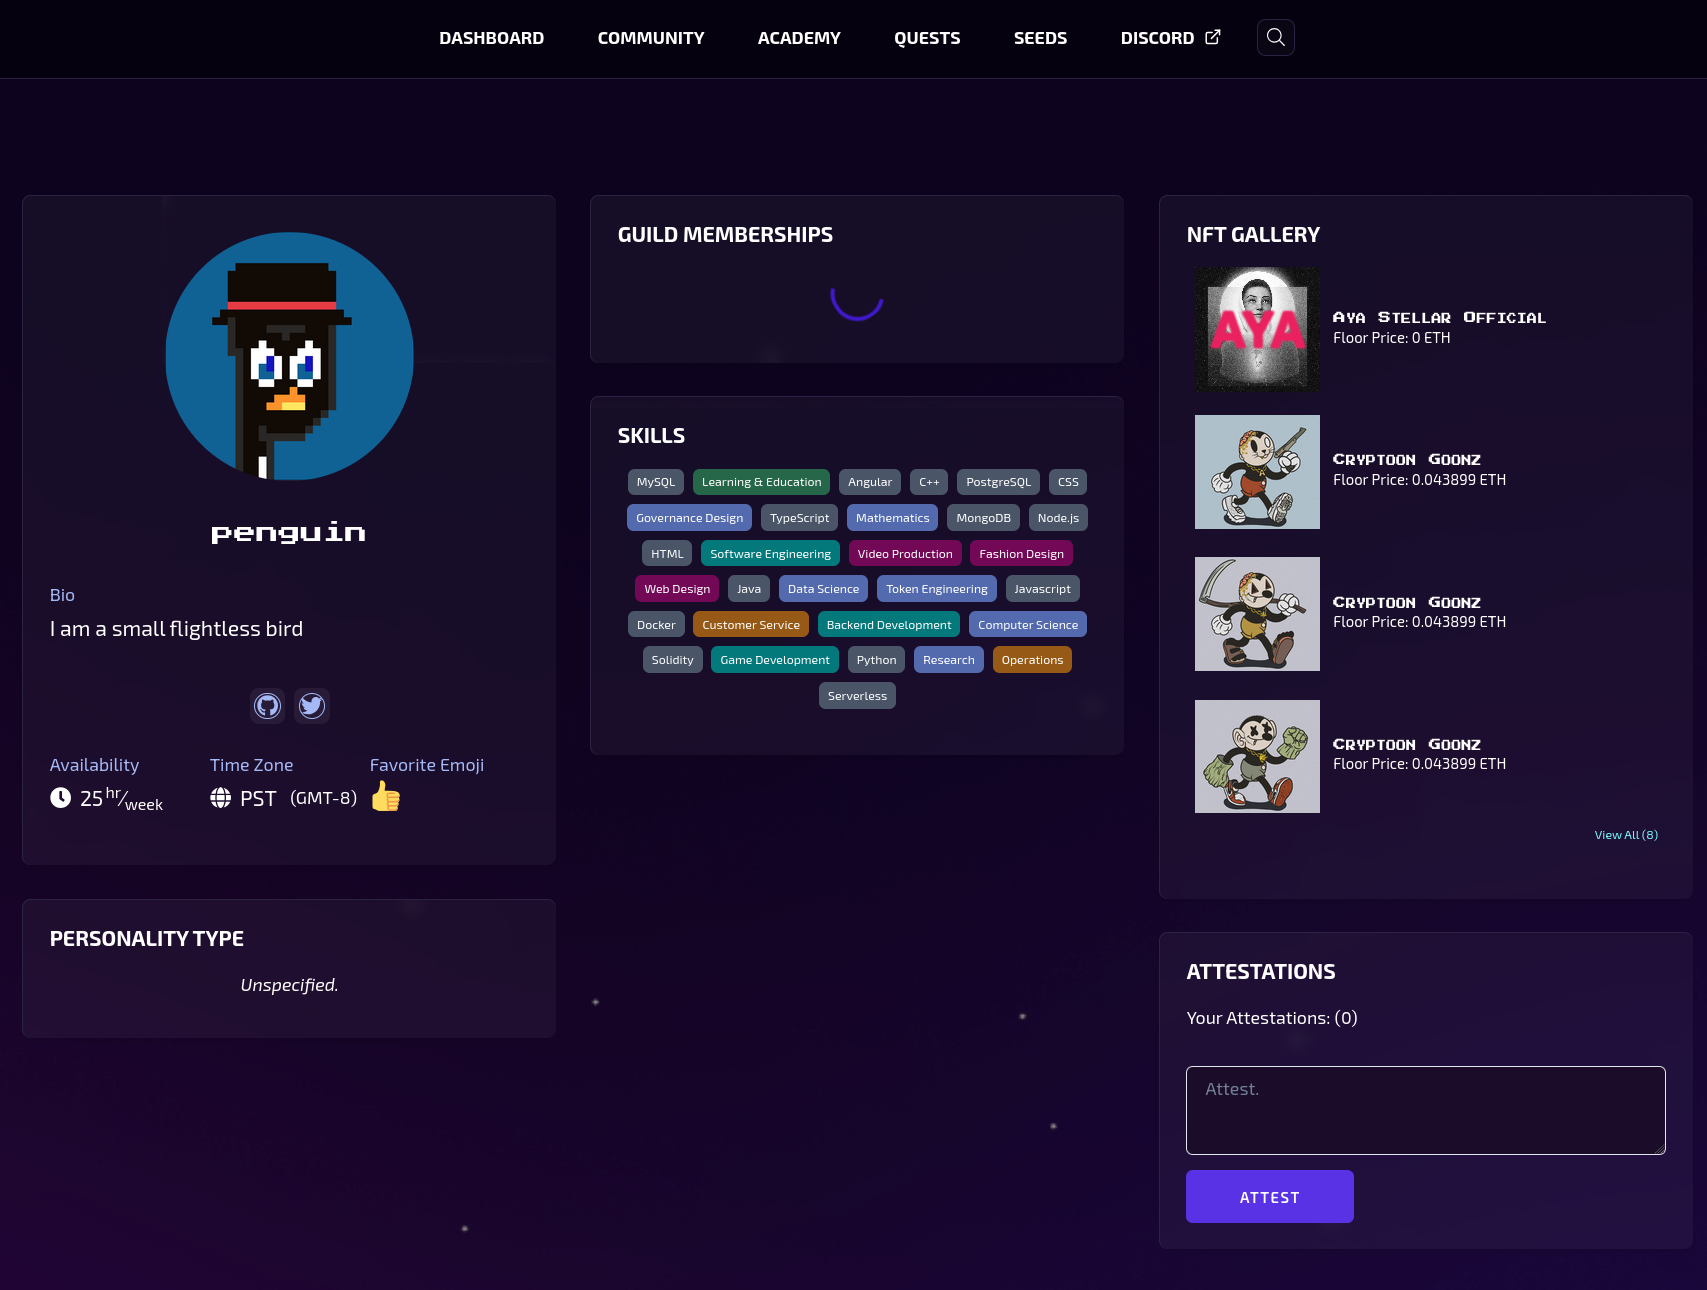 DASHBOARD COMMUNITY ACADEMY QUESTS SEEDS DISCORD
penguin
Bio
I am a small flightless bird
Availability Time Zone Favorite Emoji
25 hr/week PST (GMT-8)
PERSONALITY TYPE
Unspecified.
GUILD MEMBERSHIPS
SKILLS
MySQL Learning & Education Angular C++ PostgreSQL CSS
Governance Design TypeScript Mathematics MongoDB Node.js
HTML Software Engineering Video Production Fashion Design
Web Design Java Data Science Token Engineering Javascript
Docker Customer Service Backend Development Computer Science
Solidity Game Development Python Research Operations
Serverless
NFT GALLERY
AYA
Aya Stellar Official
Floor Price: 0 ETH
Cryptoon Goonz
Floor Price: 0.043899 ETH
Cryptoon Goonz
Floor Price: 0.043899 ETH
Cryptoon Goonz
Floor Price: 0.043899 ETH
View All (8)
ATTESTATIONS
Your Attestations: (0)
Attest.
ATTEST